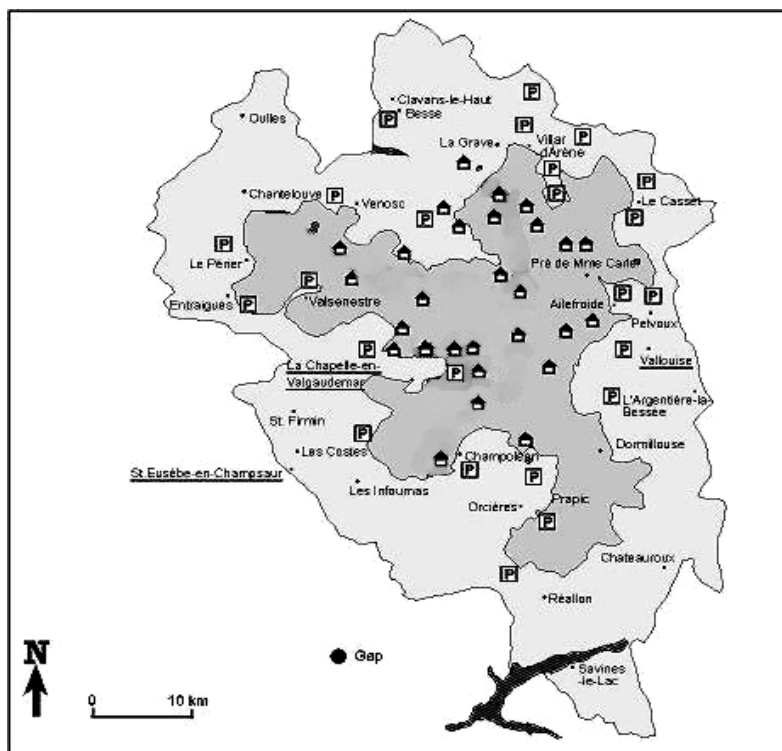 P
Clavans-le-Haut
Besse
P
Oulles
P
La Grave
Villar
d'Arène
P
P
P
Chantelouve
P
Venosc
P
P
Le Casset
P
P
Le Périer
Pré de Mme Carle
P
Valsenestre
Ailefroide
P
P
Entraigues
P
Pelvoux
P
P
Vallouise
La Chapelle-en-
Valgaudemar
P
P
L'Argentière-la-
Bessée
St. Firmin
P
Dormillouse
Les Costes
Champoléon
St Eusèbe-en-Champsaur
P
P
Les Infournas
Orcières
Prapic
P
Chateauroux
P
Réallon
N
Gap
Savines
-le-Lac
0 10 km